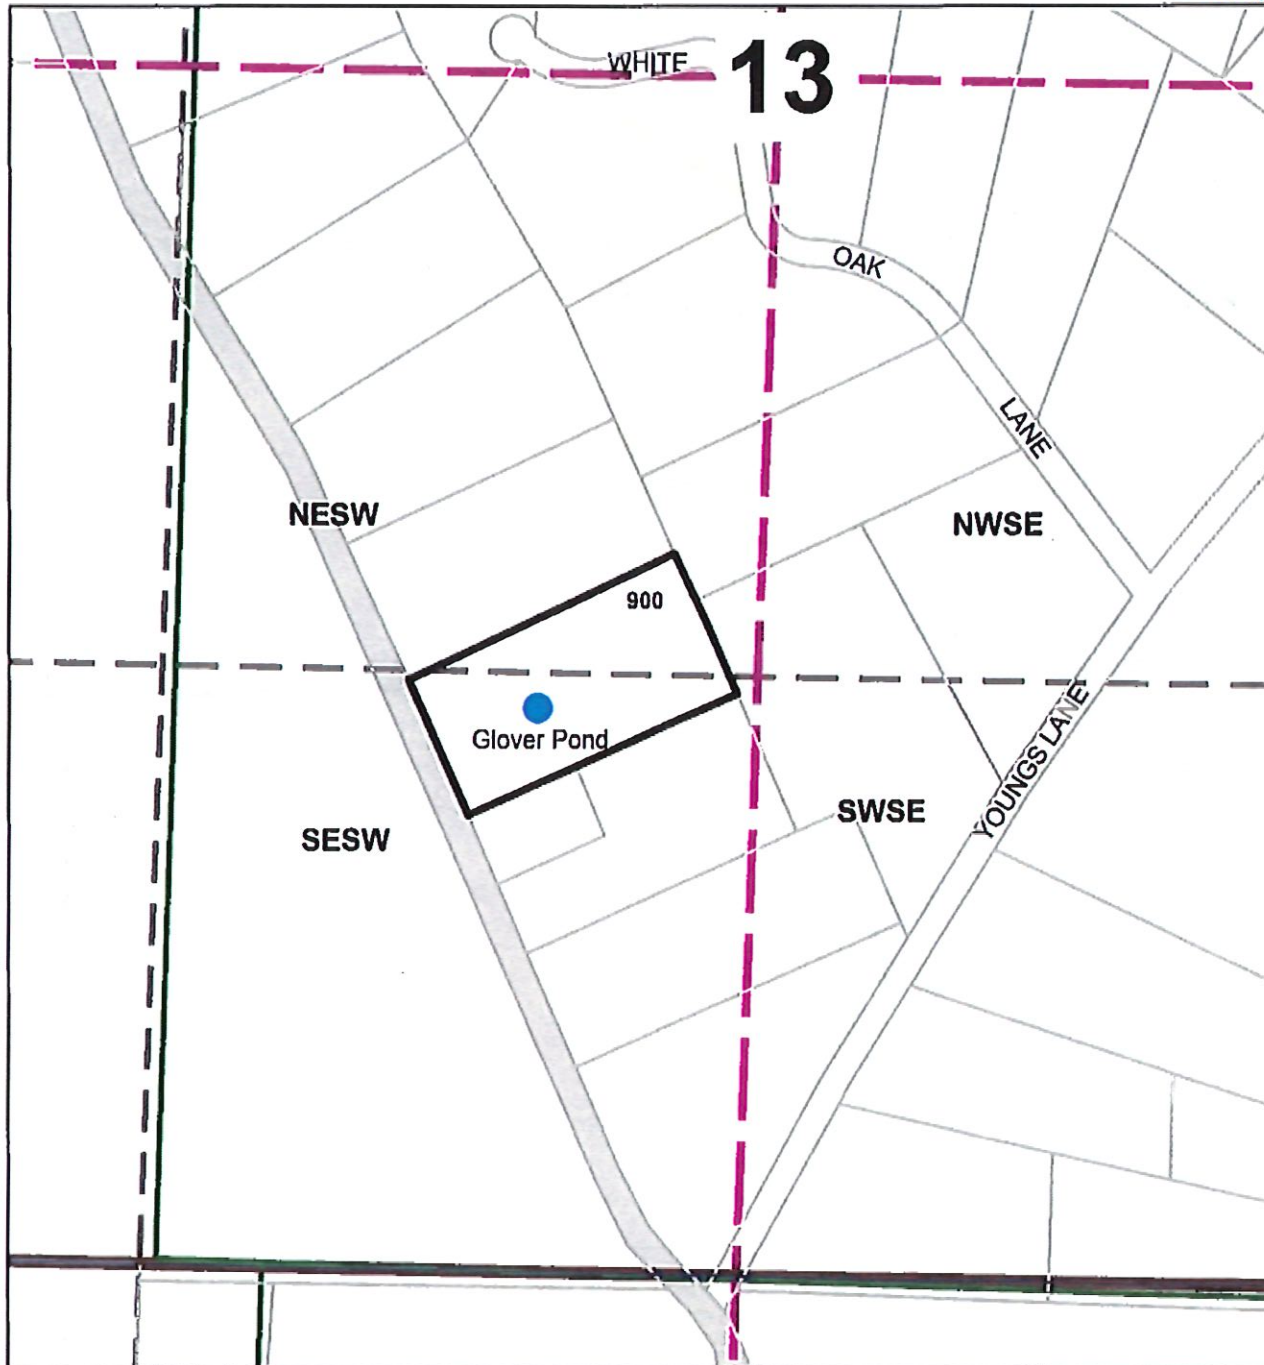 WHITE
13
OAK
LANE
NESW
NWSE
900
Glover Pond
YOUNGS LANE
SESW
SWSE